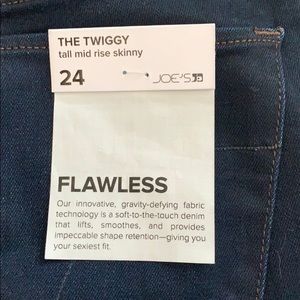 THE TWIGGY
tall mid rise skinny
24
JOE'S
FLAWLESS
Our innovative, gravity-defying fabric
technology is a soft-to-the-touch denim
that lifts, smoothes, and provides
impeccable shape retention—giving you
your sexiest fit.